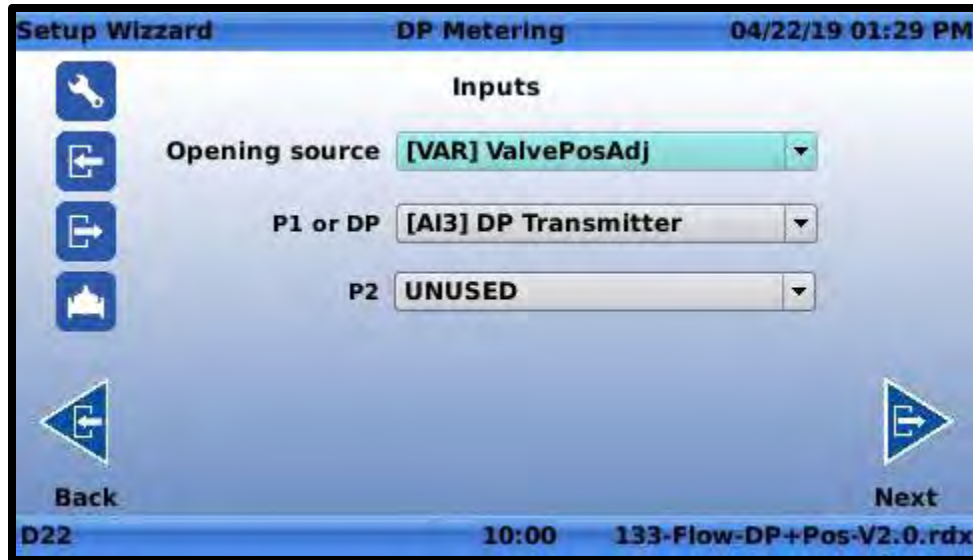 Setup Wizzard DP Metering 04/22/19 01:29 PM
Inputs
Opening source [VAR] ValvePosAdj
P1 or DP [AI3] DP Transmitter
P2 UNUSED
Back Next
D22 10:00 133-Flow-DP+Pos-V2.0.rdx